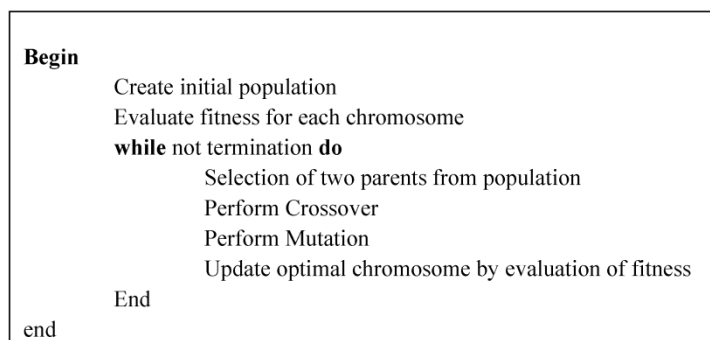 Begin
Create initial population
Evaluate fitness for each chromosome
while not termination do
Selection of two parents from population
Perform Crossover
Perform Mutation
Update optimal chromosome by evaluation of fitness
End
end